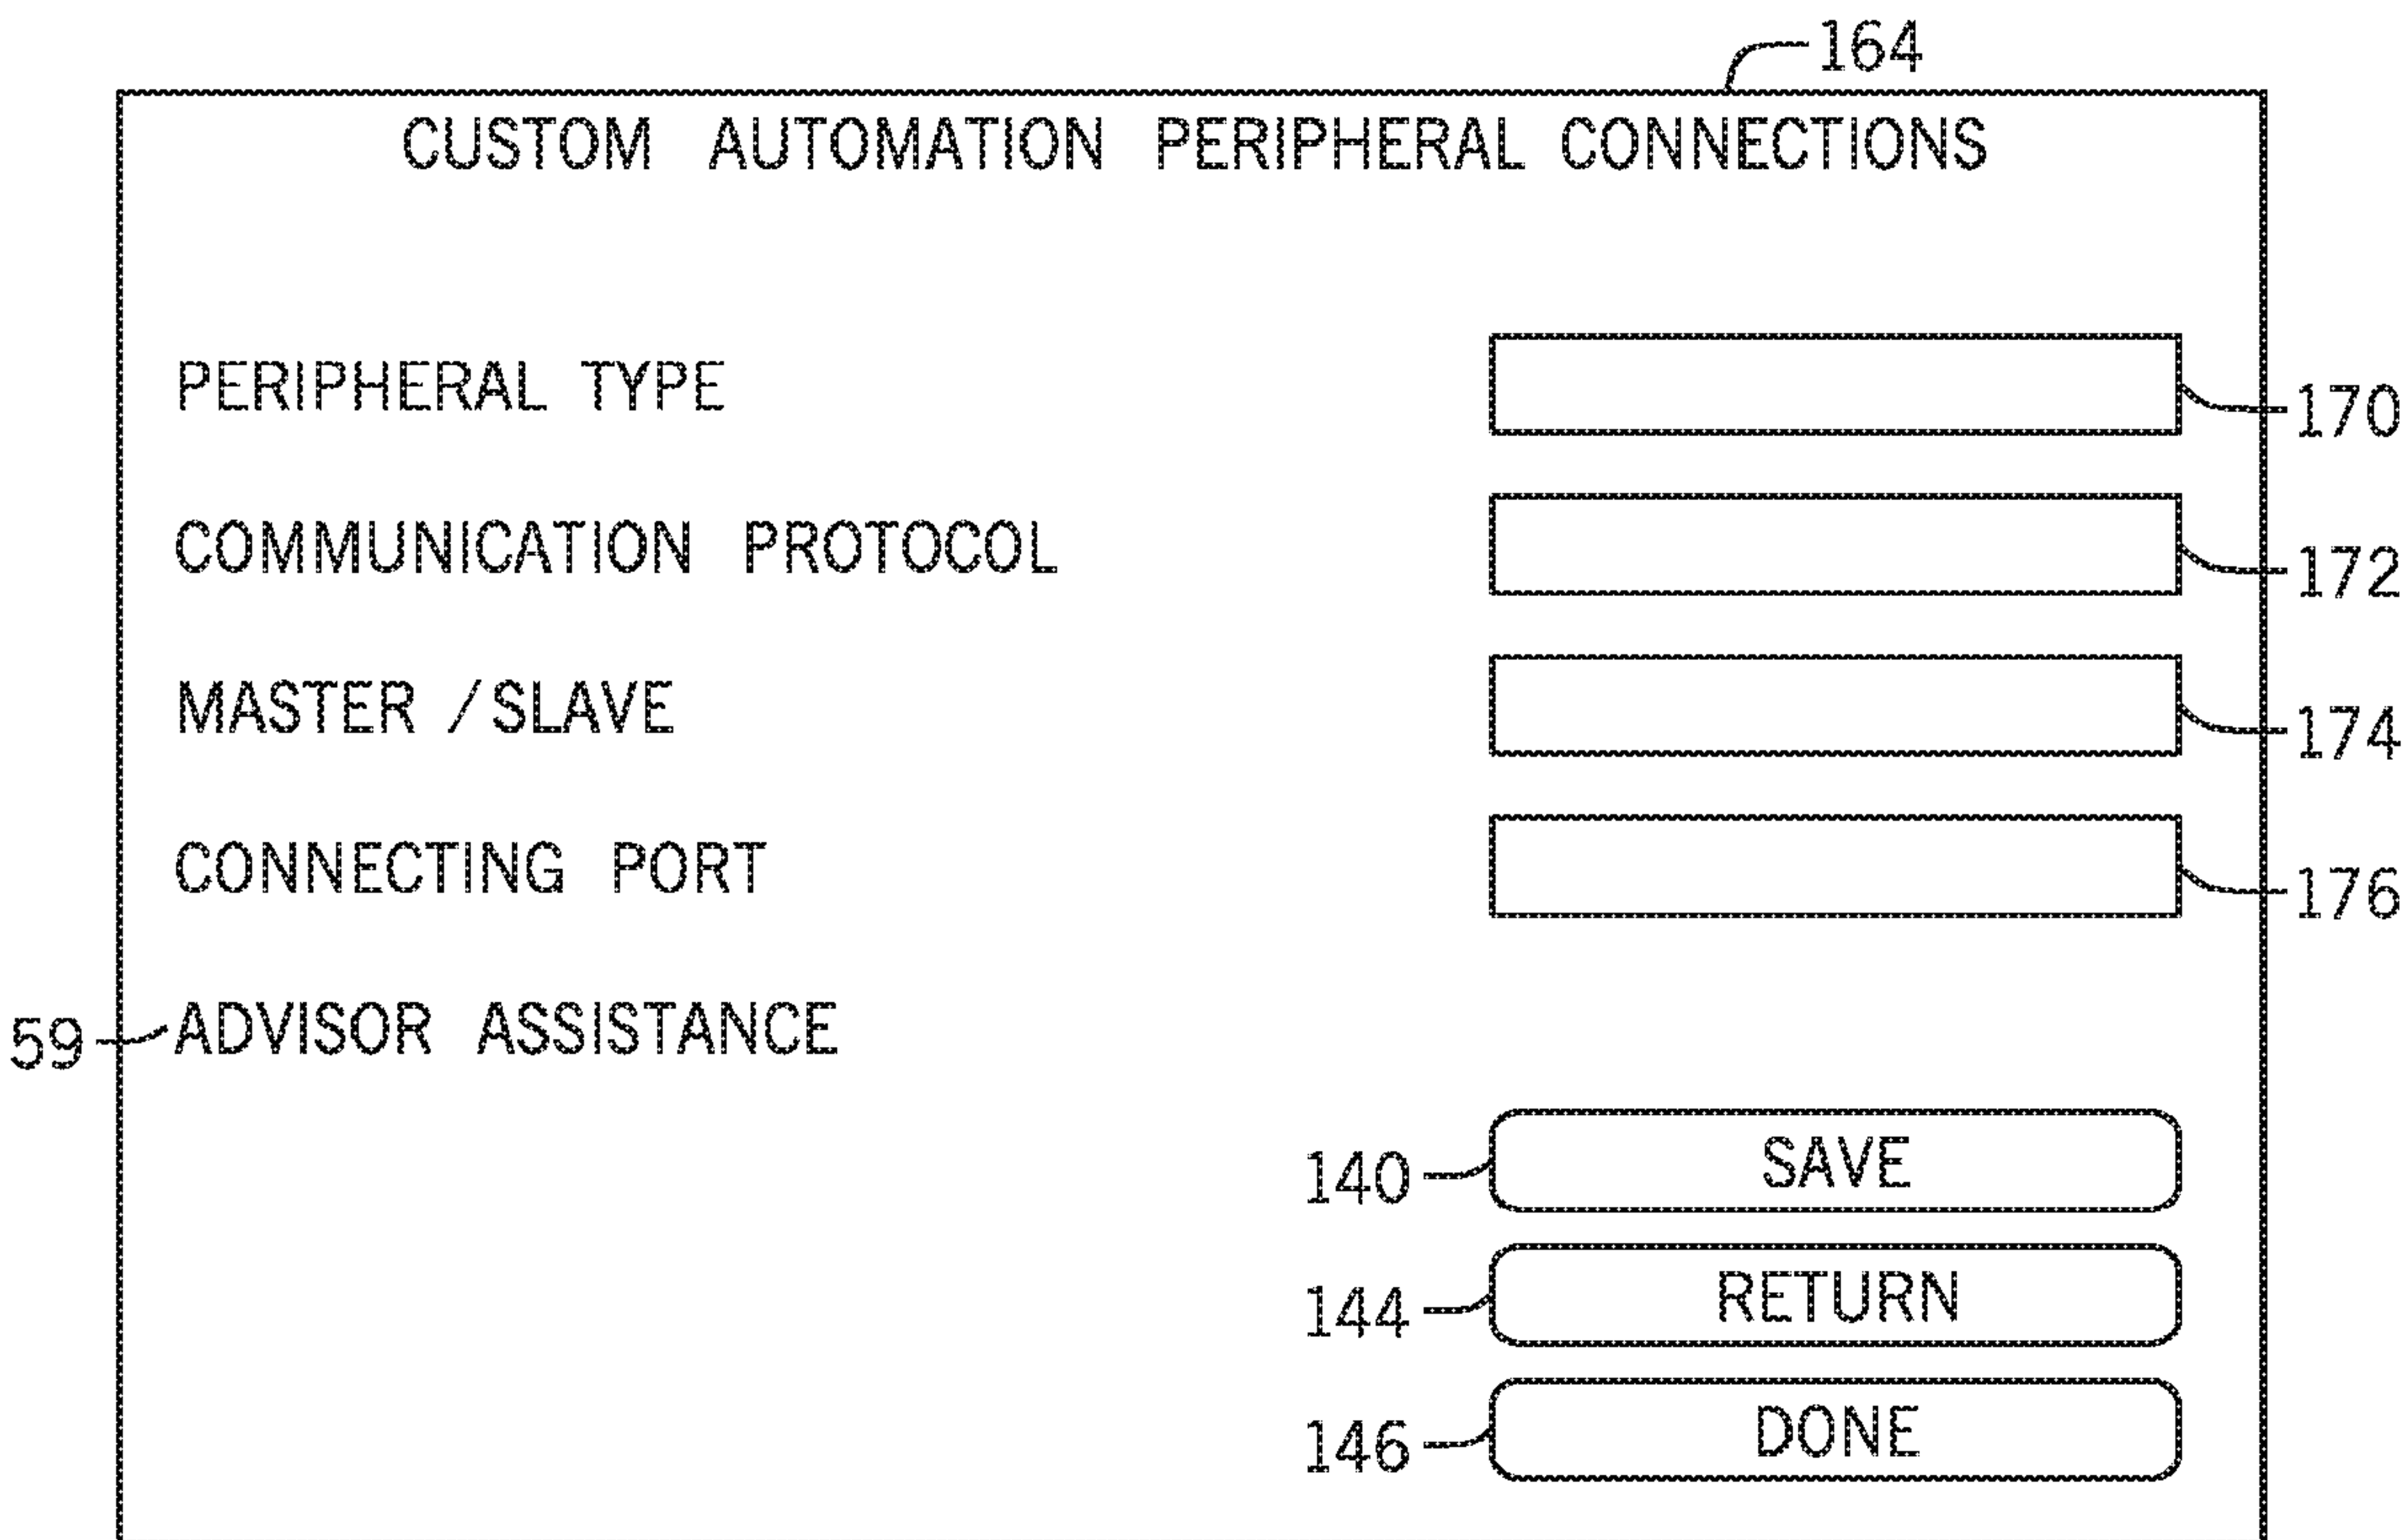 164
CUSTOM AUTOMATION PERIPHERAL CONNECTIONS
PERIPHERAL TYPE 170
COMMUNICATION PROTOCOL 172
MASTER / SLAVE 174
CONNECTING PORT 176
59 ADVISOR ASSISTANCE
140 SAVE
144 RETURN
146 DONE